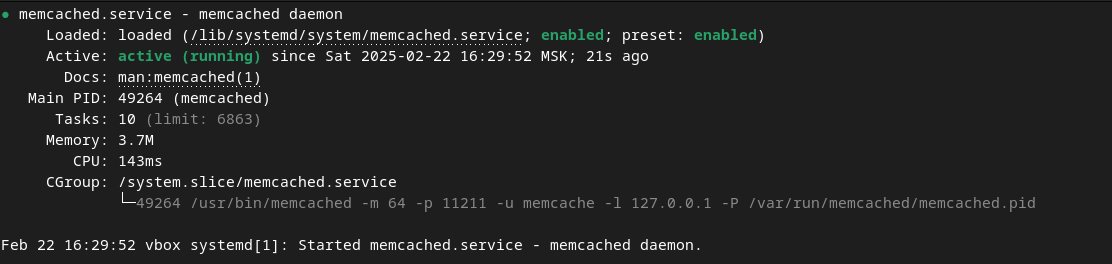 ● memcached.service - memcached daemon
     Loaded: loaded (/lib/systemd/system/memcached.service; enabled; preset: enabled)
     Active: active (running) since Sat 2025-02-22 16:29:52 MSK; 21s ago
       Docs: man:memcached(1)
   Main PID: 49264 (memcached)
      Tasks: 10 (limit: 6863)
     Memory: 3.7M
        CPU: 143ms
     CGroup: /system.slice/memcached.service
             └─49264 /usr/bin/memcached -m 64 -p 11211 -u memcache -l 127.0.0.1 -P /var/run/memcached/memcached.pid

Feb 22 16:29:52 vbox systemd[1]: Started memcached.service - memcached daemon.